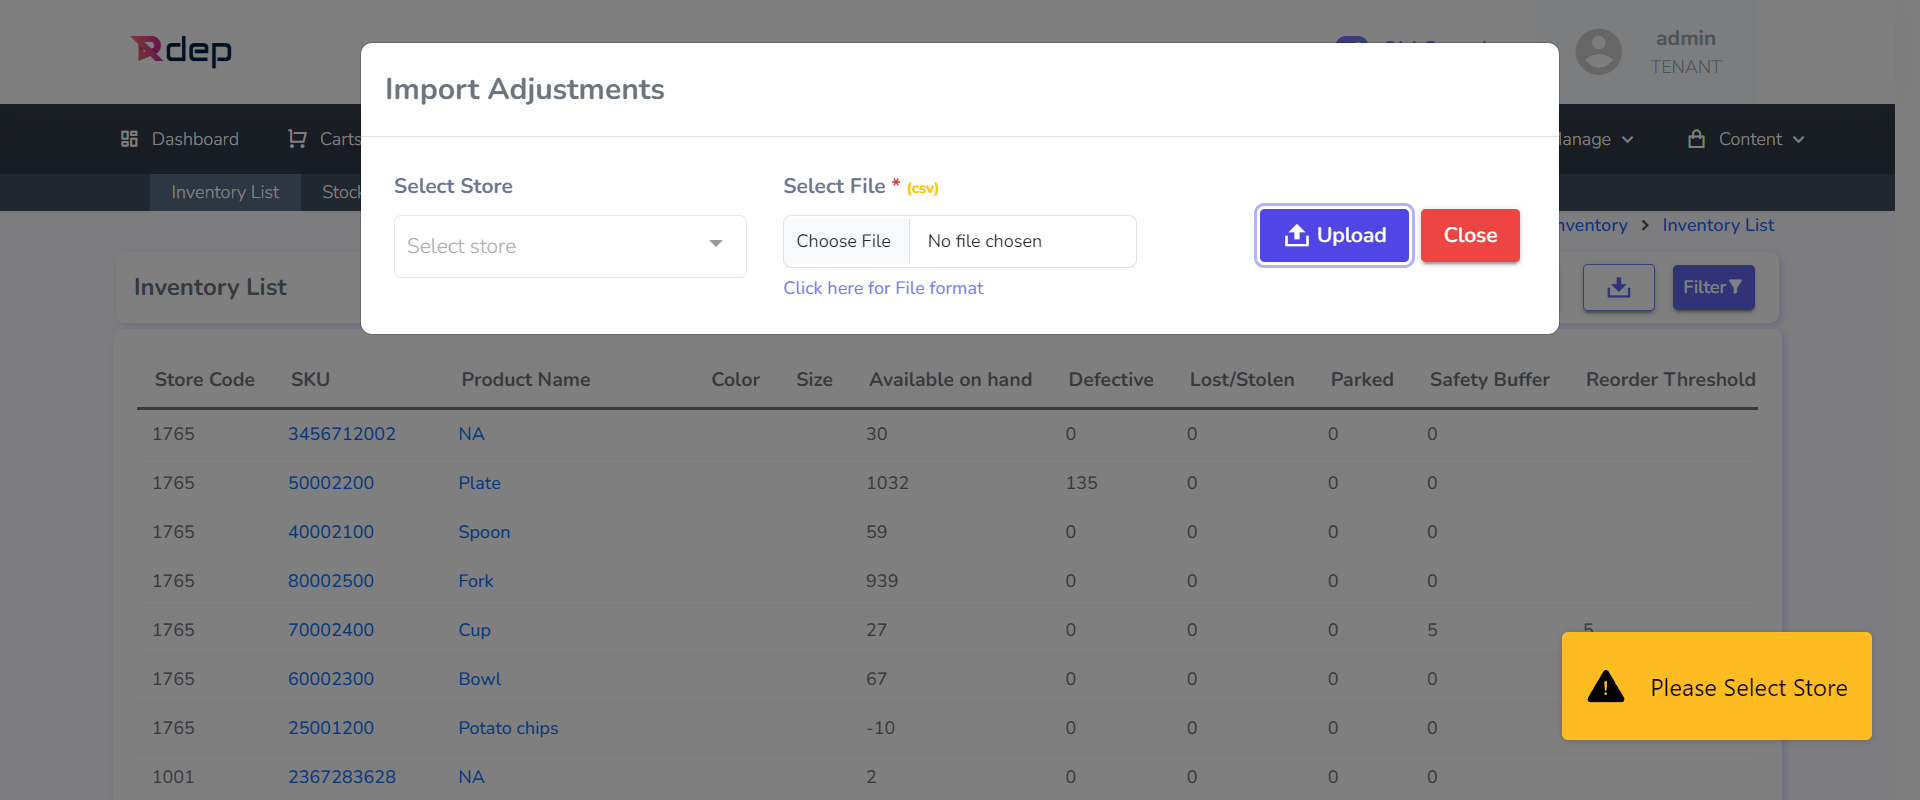 Rdep
admin
TENANT
Import Adjustments
Dashboard
Carts
Manage
Content
Inventory List
Stock
Select Store
Select File * (csv)
Select store
Choose File No file chosen
Upload
Close
Click here for File format
Inventory > Inventory List
Inventory List
Filter
Store Code SKU Product Name Color Size Available on hand Defective Lost/Stolen Parked Safety Buffer Reorder Threshold
1765 3456712002 NA 30 0 0 0 0
1765 50002200 Plate 1032 135 0 0 0
1765 40002100 Spoon 59 0 0 0 0
1765 80002500 Fork 939 0 0 0 0
1765 70002400 Cup 27 0 0 0 5 5
1765 60002300 Bowl 67 0 0 0 0
1765 25001200 Potato chips -10 0 0 0 0
1001 2367283628 NA 2 0 0 0 0
Please Select Store